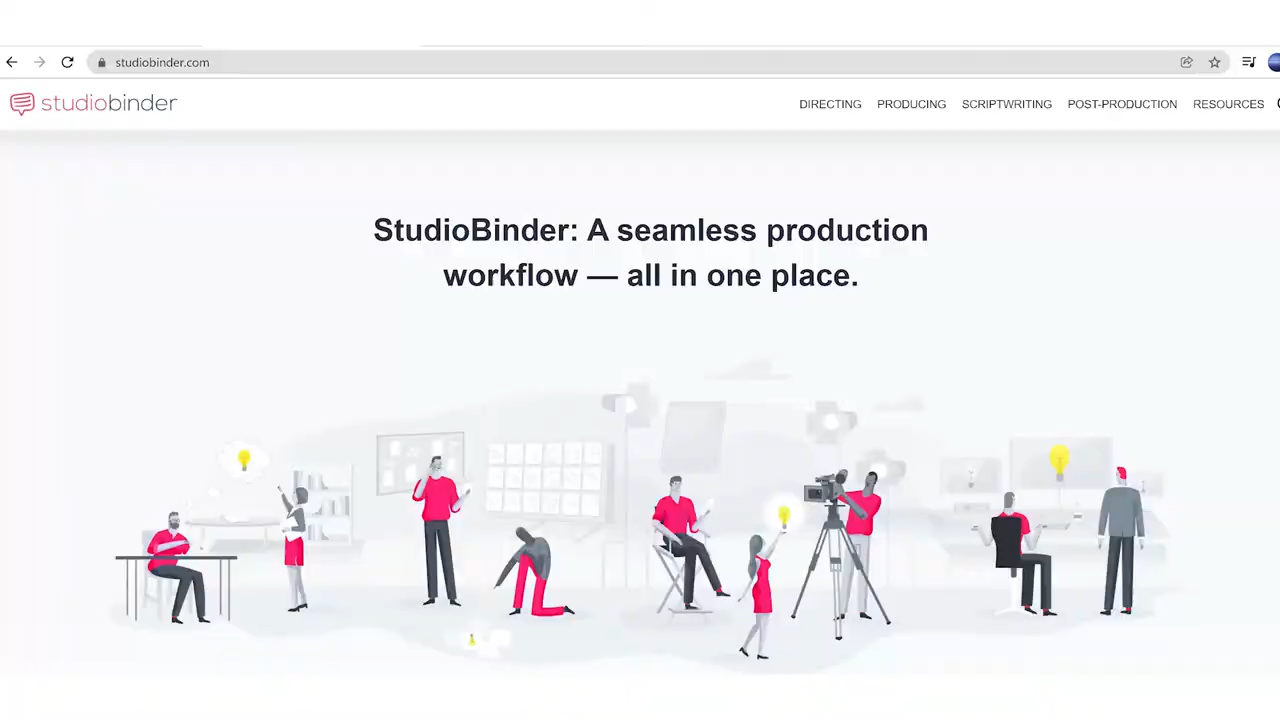 studiobinder.com
studiobinder
DIRECTING PRODUCING SCRIPTWRITING POST-PRODUCTION RESOURCES
StudioBinder: A seamless production
workflow — all in one place.